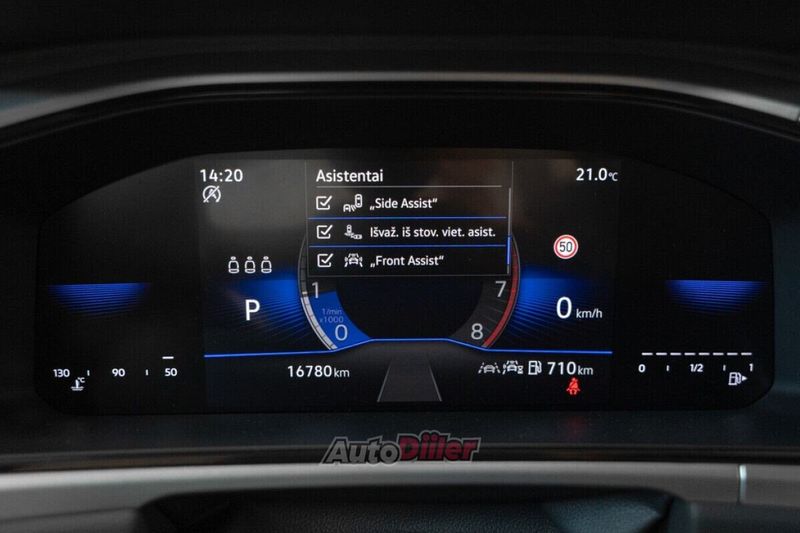 14:20
Asistentai
21.0°C
„Side Assist“
Išvaž. iš stov. viet. asist.
„Front Assist“
50
P
1
1/min
x1000
0
7
8
0 km/h
130
90
50
°C
16780 km
710 km
0
1/2
1
AutoDiiler